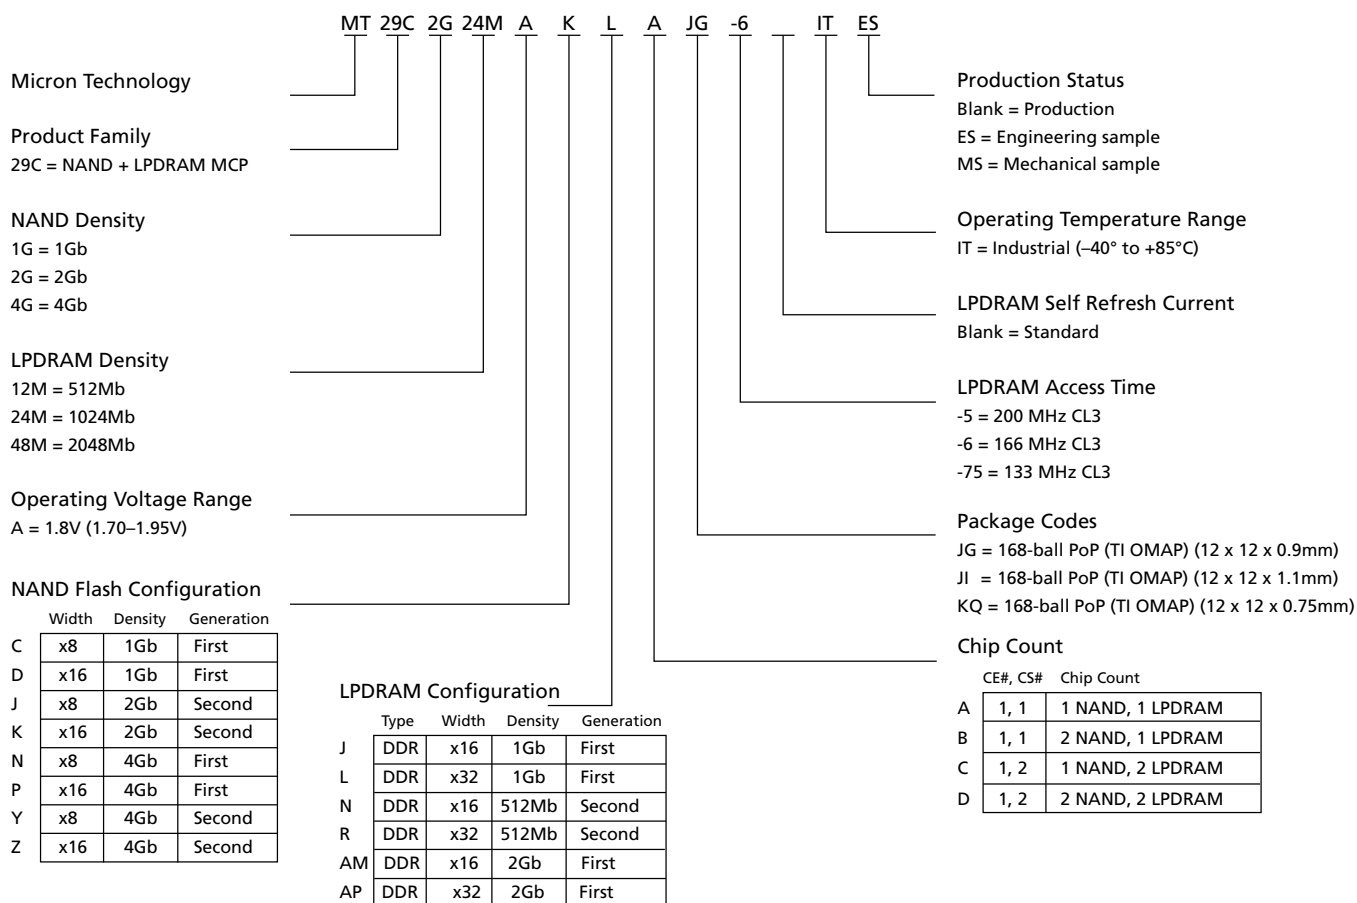 MT 29C 2G 24M A K L A JG -6 IT ES
Micron Technology
Product Family
29C = NAND + LPDRAM MCP
NAND Density
1G = 1Gb
2G = 2Gb
4G = 4Gb
LPDRAM Density
12M = 512Mb
24M = 1024Mb
48M = 2048Mb
Operating Voltage Range
A = 1.8V (1.70–1.95V)
NAND Flash Configuration
Width Density Generation
C x8 1Gb First
D x16 1Gb First
J x8 2Gb Second
K x16 2Gb Second
N x8 4Gb First
P x16 4Gb First
Y x8 4Gb Second
Z x16 4Gb Second
LPDRAM Configuration
Type Width Density Generation
J DDR x16 1Gb First
L DDR x32 1Gb First
N DDR x16 512Mb Second
R DDR x32 512Mb Second
AM DDR x16 2Gb First
AP DDR x32 2Gb First
Production Status
Blank = Production
ES = Engineering sample
MS = Mechanical sample
Operating Temperature Range
IT = Industrial (–40° to +85°C)
LPDRAM Self Refresh Current
Blank = Standard
LPDRAM Access Time
-5 = 200 MHz CL3
-6 = 166 MHz CL3
-75 = 133 MHz CL3
Package Codes
JG = 168-ball PoP (TI OMAP) (12 x 12 x 0.9mm)
JI = 168-ball PoP (TI OMAP) (12 x 12 x 1.1mm)
KQ = 168-ball PoP (TI OMAP) (12 x 12 x 0.75mm)
Chip Count
CE#, CS# Chip Count
A 1, 1 1 NAND, 1 LPDRAM
B 1, 1 2 NAND, 1 LPDRAM
C 1, 2 1 NAND, 2 LPDRAM
D 1, 2 2 NAND, 2 LPDRAM